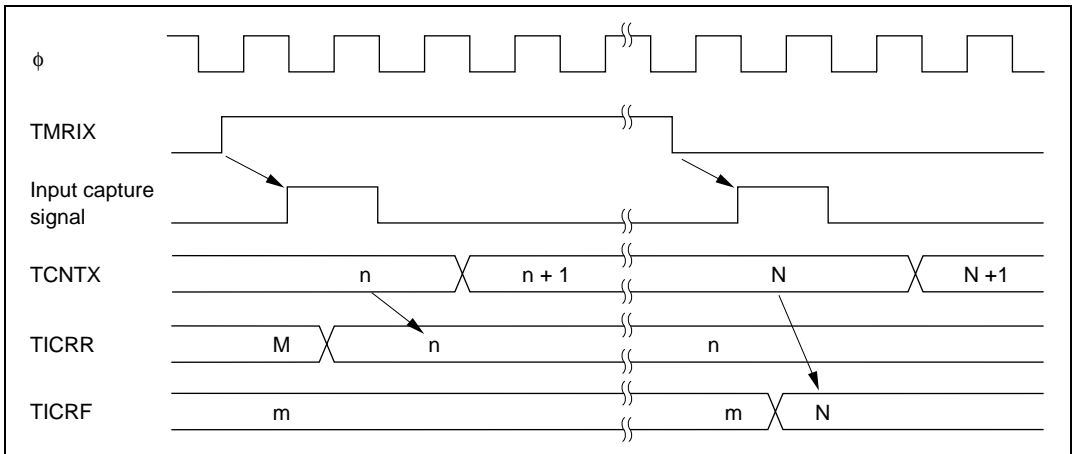 ϕ
TMRIX
Input capture
signal
TCNTX n n + 1 N N +1
TICRR M n n
TICRF m m N